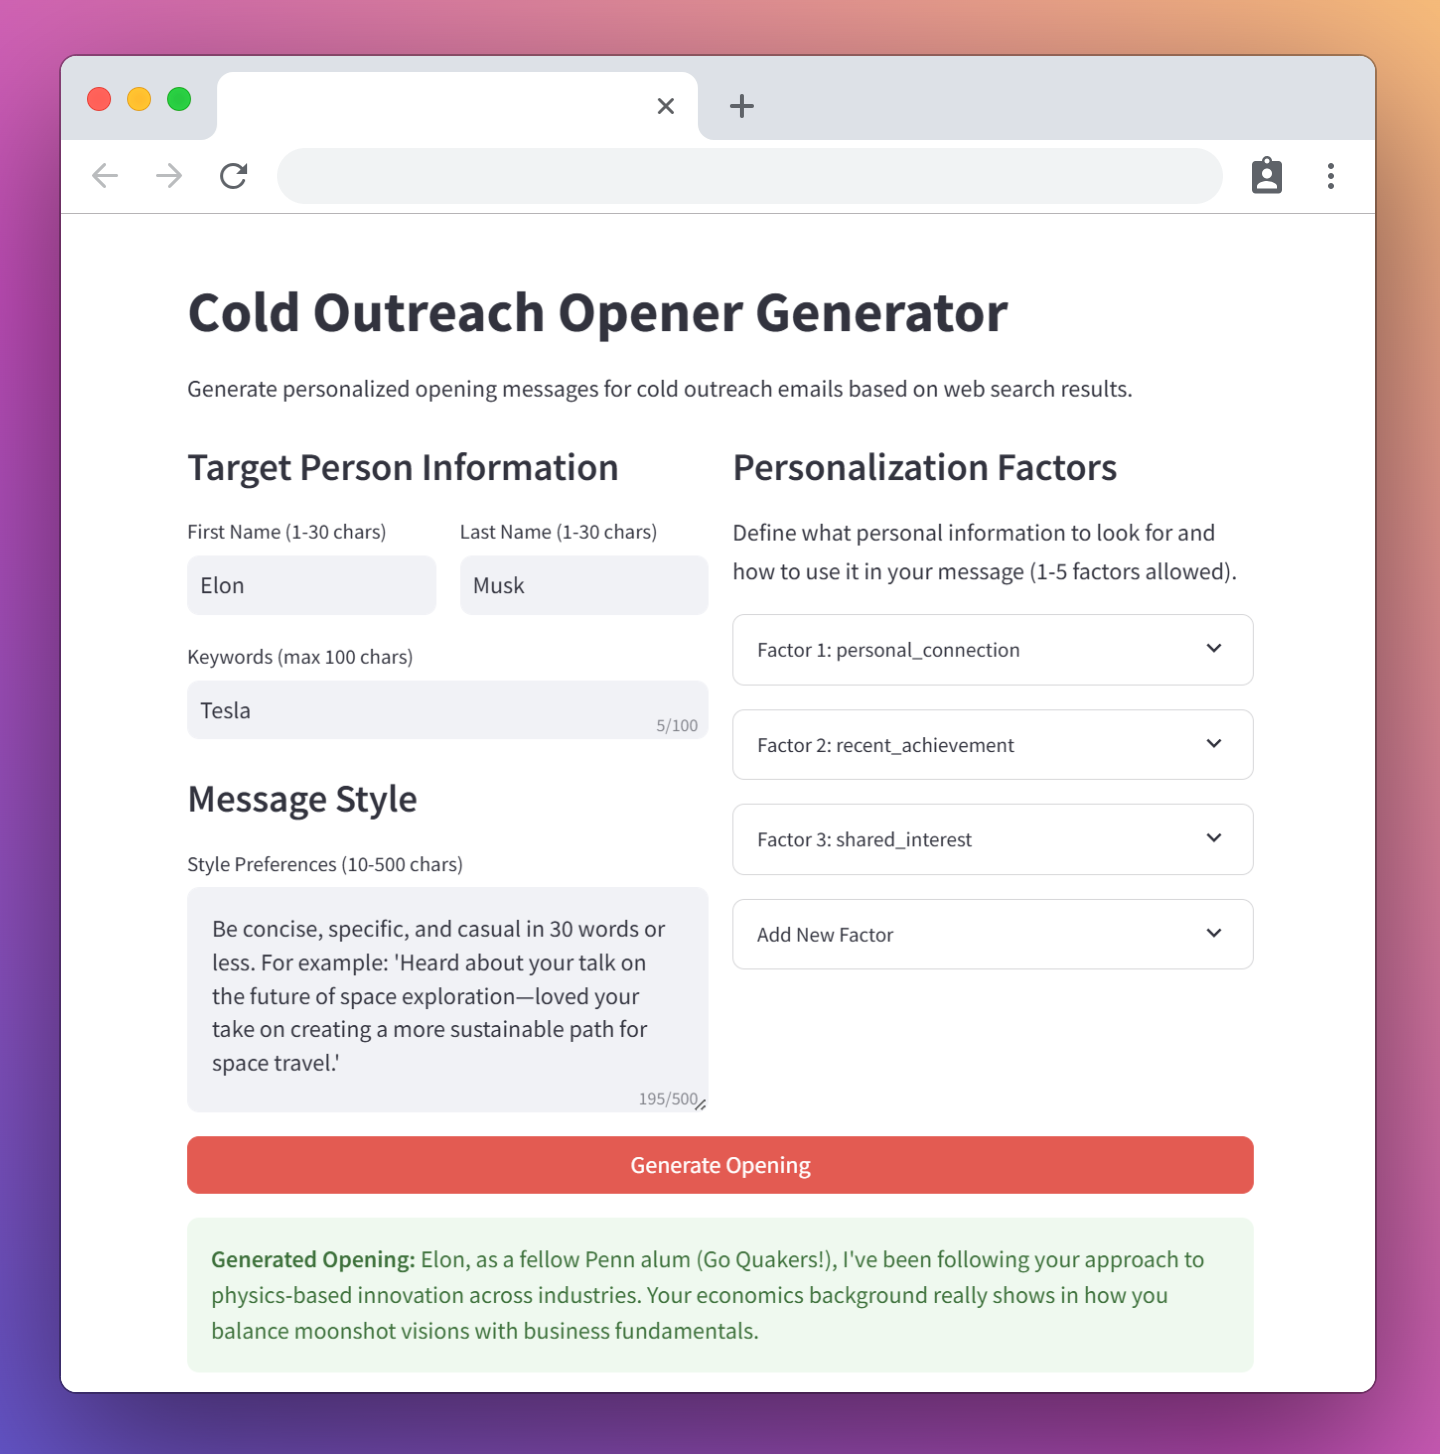 Cold Outreach Opener Generator
Generate personalized opening messages for cold outreach emails based on web search results.
Target Person Information
First Name (1-30 chars)
Last Name (1-30 chars)
Elon
Musk
Keywords (max 100 chars)
Tesla
5/100
Message Style
Style Preferences (10-500 chars)
Be concise, specific, and casual in 30 words or
less. For example: 'Heard about your talk on
the future of space exploration—loved your
take on creating a more sustainable path for
space travel.'
195/500
Personalization Factors
Define what personal information to look for and
how to use it in your message (1-5 factors allowed).
Factor 1: personal_connection
Factor 2: recent_achievement
Factor 3: shared_interest
Add New Factor
Generate Opening
Generated Opening: Elon, as a fellow Penn alum (Go Quakers!), I've been following your approach to
physics-based innovation across industries. Your economics background really shows in how you
balance moonshot visions with business fundamentals.